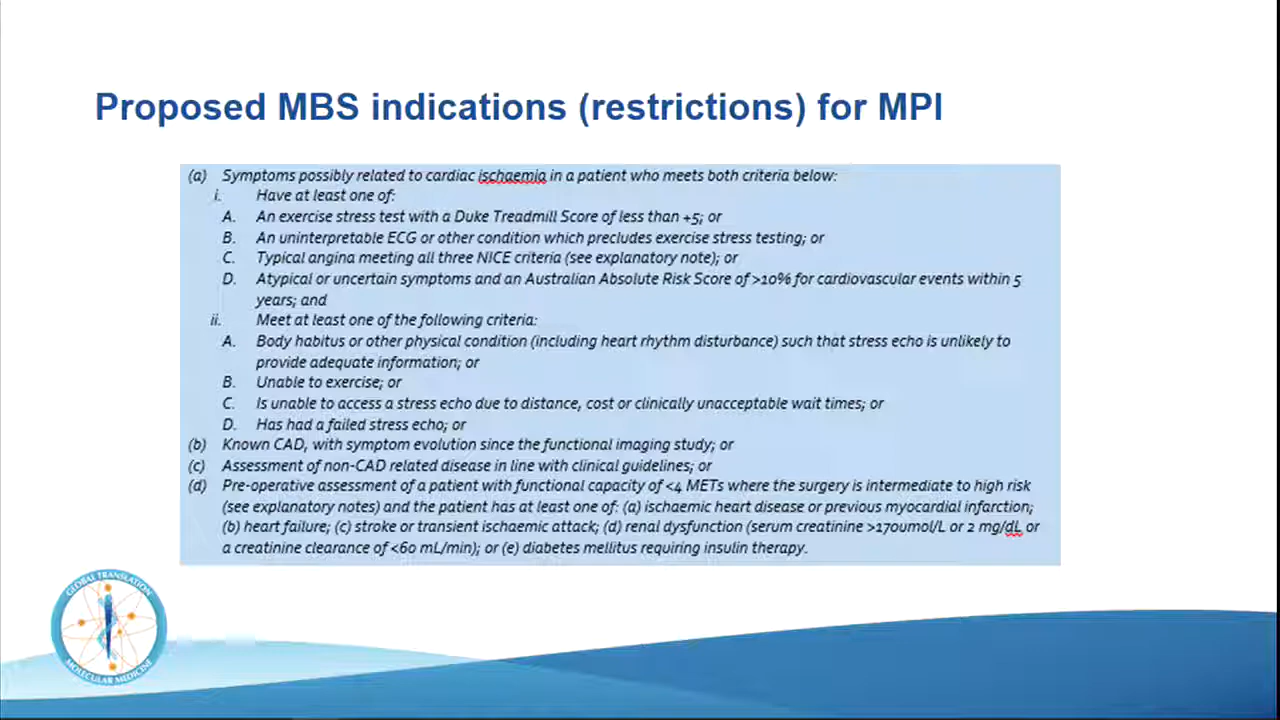 Proposed MBS indications (restrictions) for MPI
(a) Symptoms possibly related to cardiac ischaemia in a patient who meets both criteria below:
i. Have at least one of:
A. An exercise stress test with a Duke Treadmill Score of less than +5; or
B. An uninterpretable ECG or other condition which precludes exercise stress testing; or
C. Typical angina meeting all three NICE criteria (see explanatory note); or
D. Atypical or uncertain symptoms and an Australian Absolute Risk Score of >10% for cardiovascular events within 5
years; and
ii. Meet at least one of the following criteria:
A. Body habitus or other physical condition (including heart rhythm disturbance) such that stress echo is unlikely to
provide adequate information; or
B. Unable to exercise; or
C. Is unable to access a stress echo due to distance, cost or clinically unacceptable wait times; or
D. Has had a failed stress echo; or
(b) Known CAD, with symptom evolution since the functional imaging study; or
(c) Assessment of non-CAD related disease in line with clinical guidelines; or
(d) Pre-operative assessment of a patient with functional capacity of <4 METs where the surgery is intermediate to high risk
(see explanatory notes) and the patient has at least one of: (a) ischaemic heart disease or previous myocardial infarction;
(b) heart failure; (c) stroke or transient ischaemic attack; (d) renal dysfunction (serum creatinine >170umol/L or 2 mg/dL or
a creatinine clearance of <60 mL/min); or (e) diabetes mellitus requiring insulin therapy.
GLOBAL TRANSLATION
MOLECULAR MEDICINE